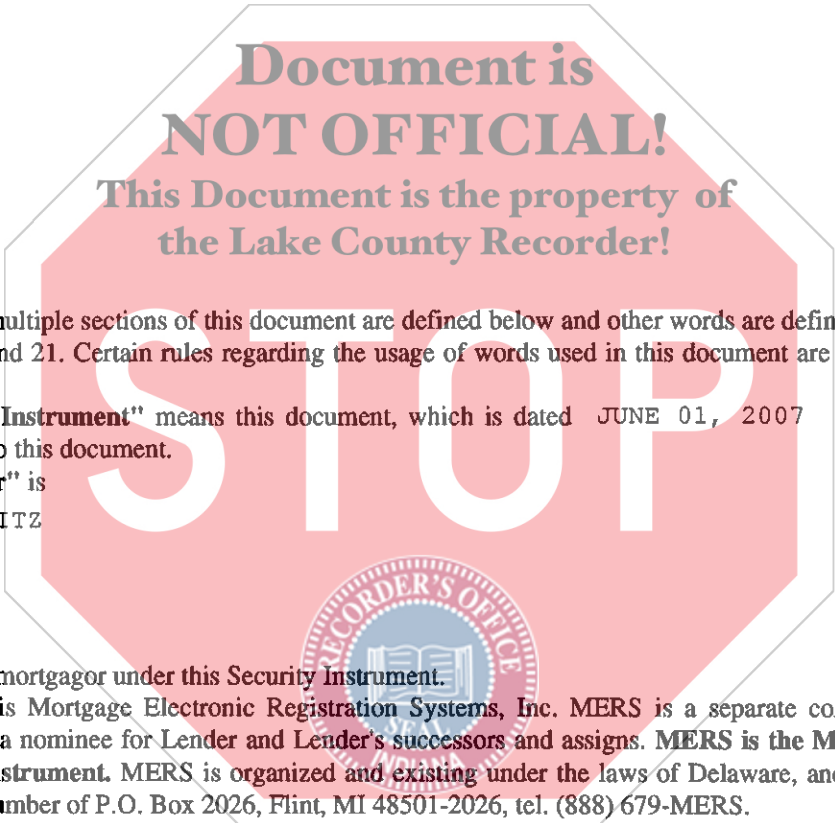 Document is
NOT OFFICIAL!
This Document is the property of
the Lake County Recorder!
ultiple sections of this document are defined below and other words are defin
nd 21. Certain rules regarding the usage of words used in this document are
Instrument" means this document, which is dated JUNE 01, 2007
o this document.
r" is
ITZ
STOP
RECORDER'S OFFICE
SEAL
INDIANA
mortgagor under this Security Instrument.
is Mortgage Electronic Registration Systems, Inc. MERS is a separate co
a nominee for Lender and Lender's successors and assigns. MERS is the M
strument. MERS is organized and existing under the laws of Delaware, an
mber of P.O. Box 2026, Flint, MI 48501-2026, tel. (888) 679-MERS.